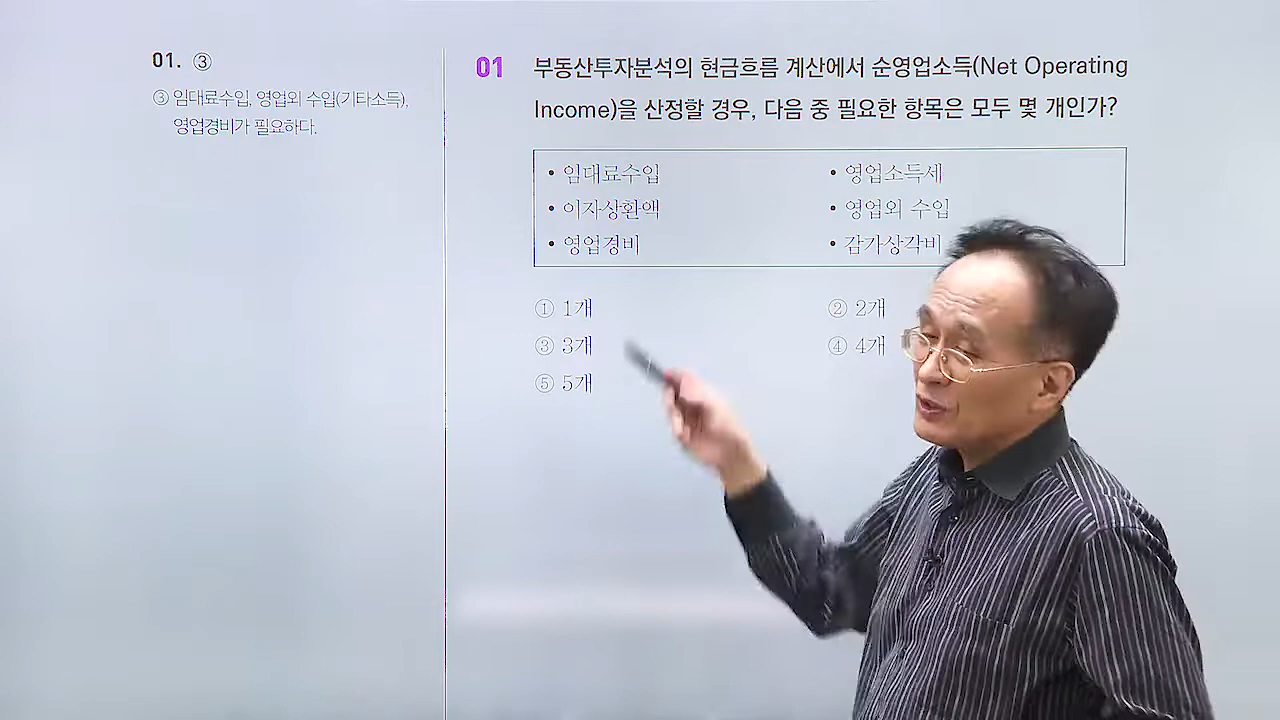 01. ③
③ 임대료수입, 영업외 수입(기타소득),
영업경비가 필요하다.
01 부동산투자분석의 현금흐름 계산에서 순영업소득(Net Operating
Income)을 산정할 경우, 다음 중 필요한 항목은 모두 몇 개인가?
• 임대료수입 • 영업소득세
• 이자상환액 • 영업외 수입
• 영업경비 • 감가상각비
① 1개 ② 2개
③ 3개 ④ 4개
⑤ 5개